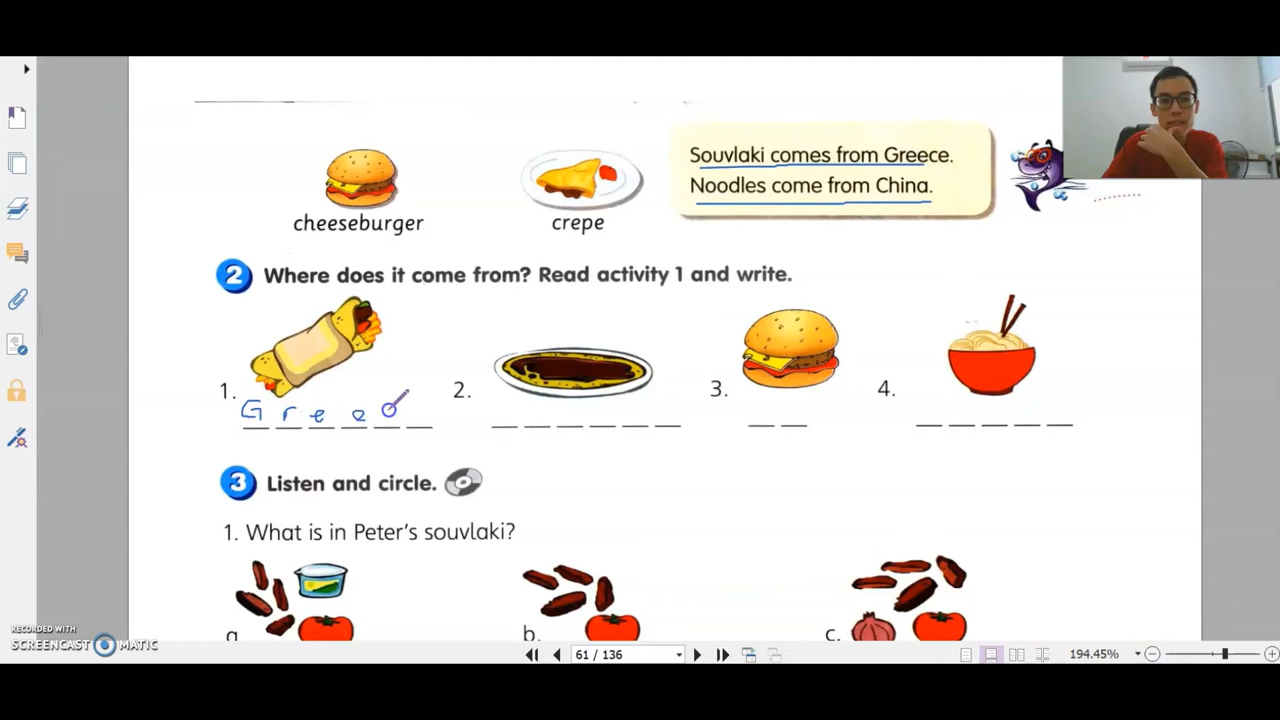 Souvlaki comes from Greece.
Noodles come from China.
cheeseburger
crepe
2 Where does it come from? Read activity 1 and write.
1.
2.
3.
4.
G r e e
3 Listen and circle.
1. What is in Peter's souvlaki?
a.
b.
c.
RECORDED WITH
SCREENCAST MATIC
61 / 136
194.45%